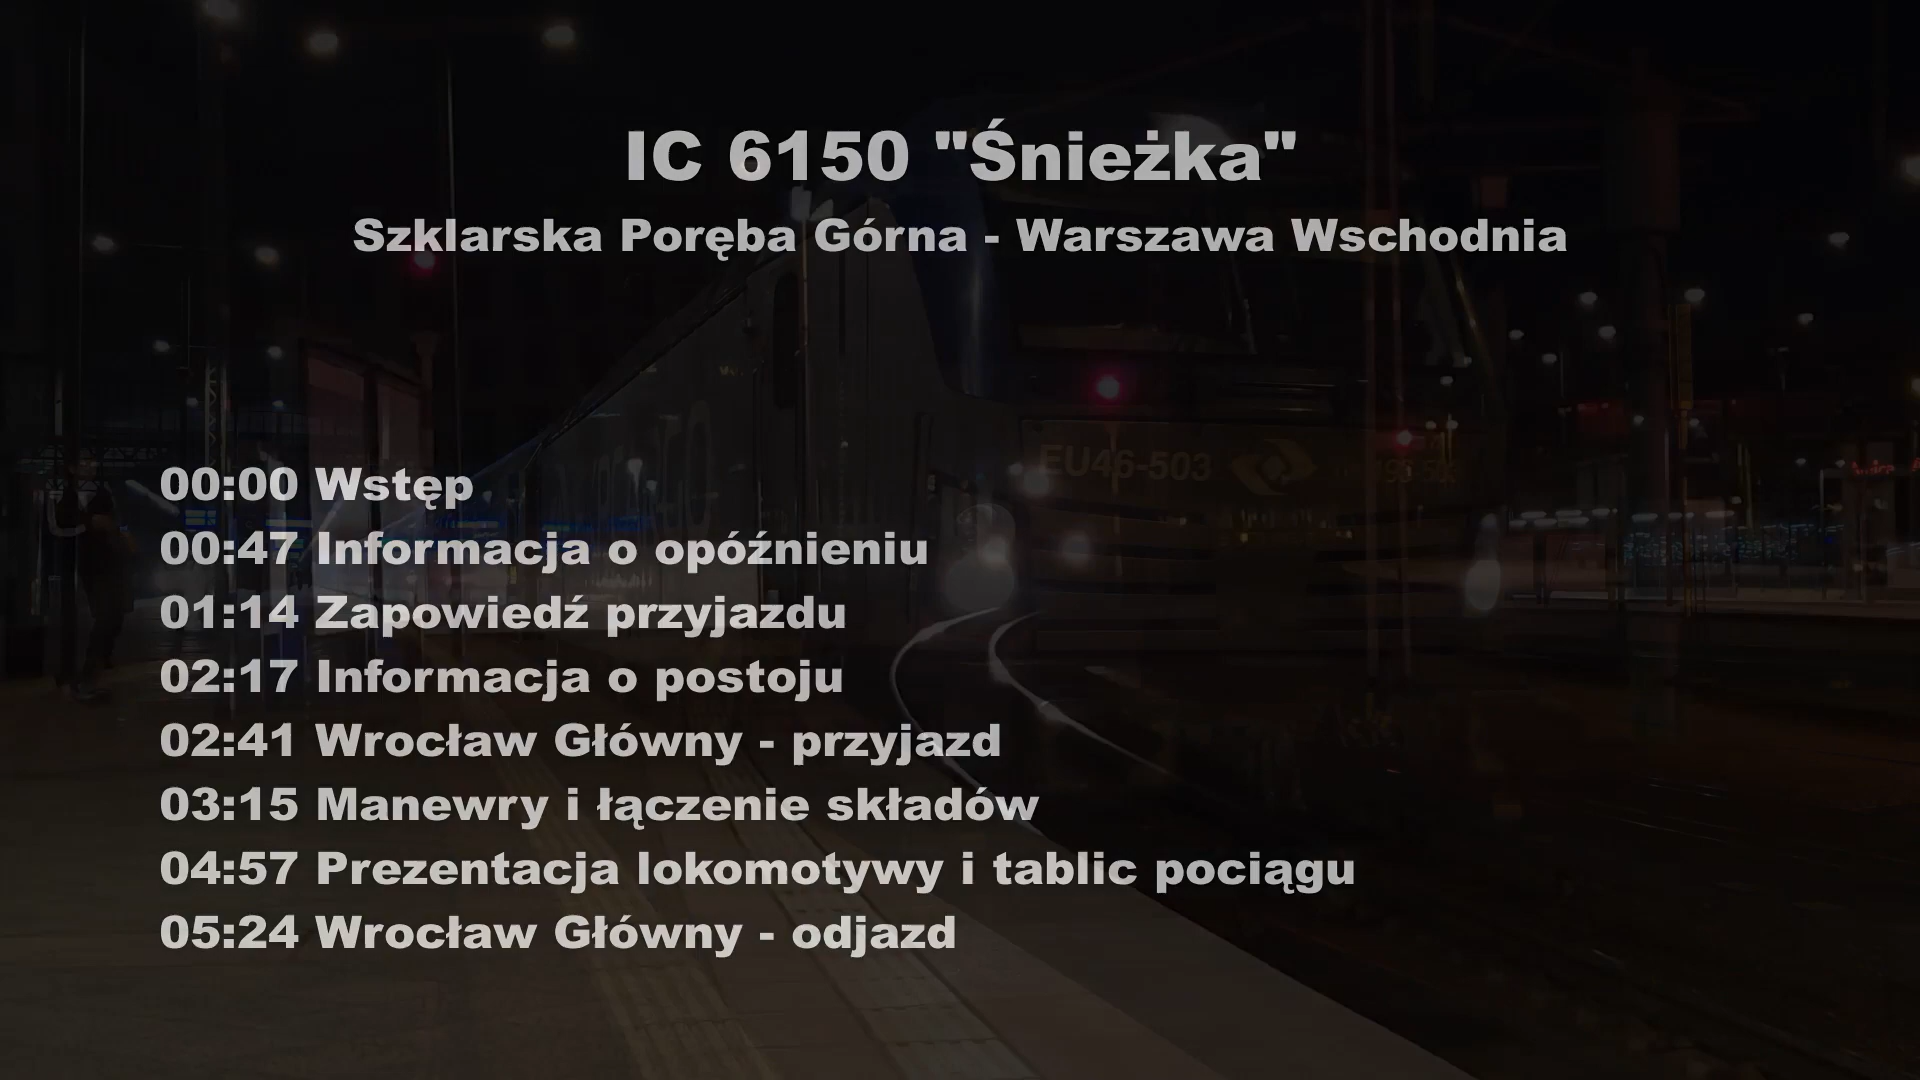 IC 6150 "Śnieżka"
Szklarska Poręba Górna - Warszawa Wschodnia
EU46-503
00:00 Wstęp
00:47 Informacja o opóźnieniu
01:14 Zapowiedź przyjazdu
02:17 Informacja o postoju
02:41 Wrocław Główny - przyjazd
03:15 Manewry i łączenie składów
04:57 Prezentacja lokomotywy i tablic pociągu
05:24 Wrocław Główny - odjazd